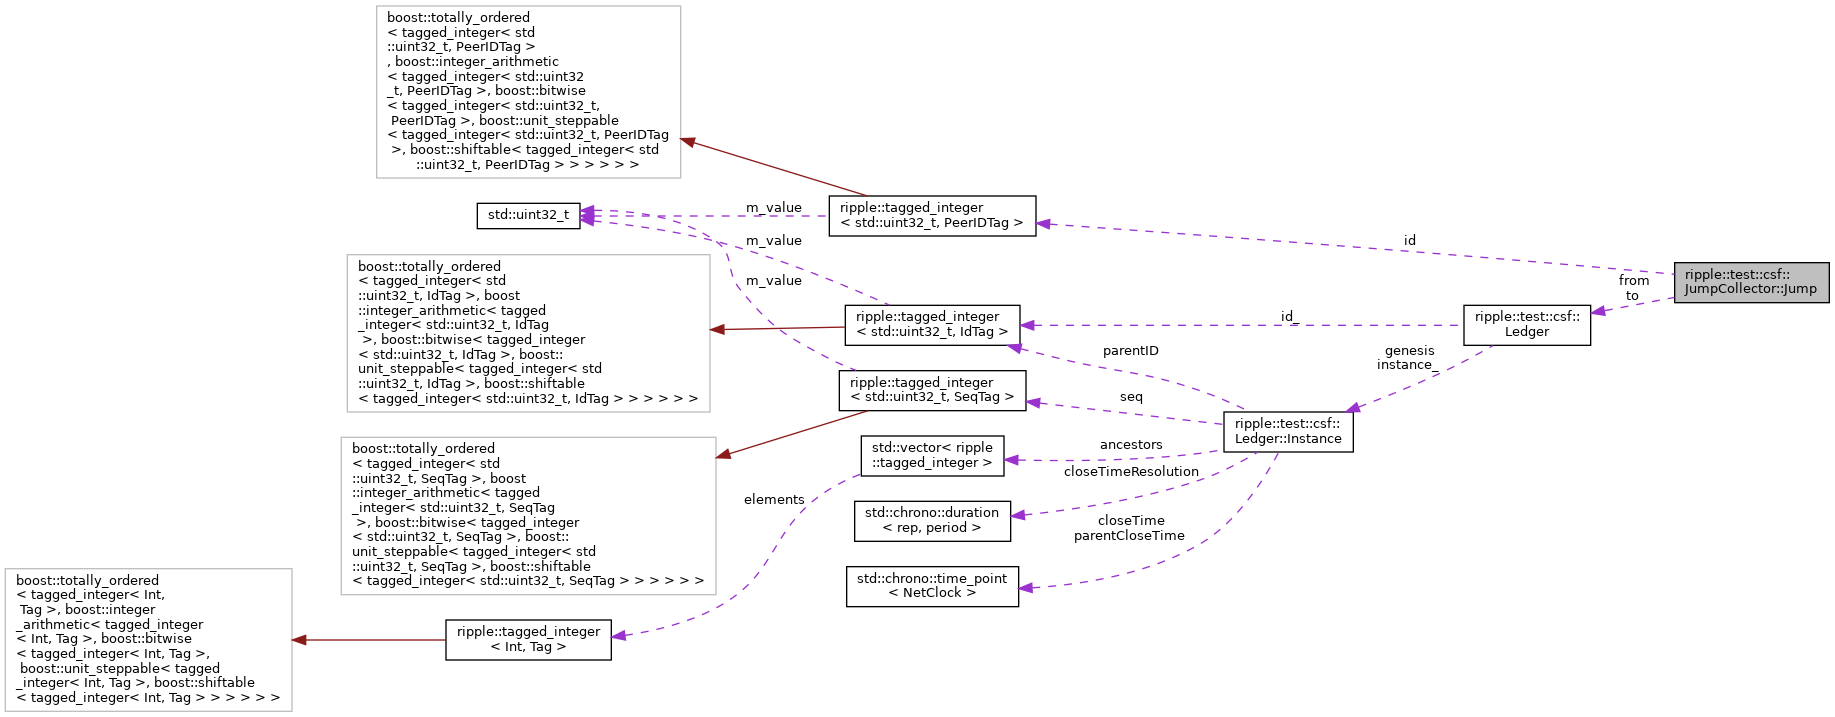 boost::totally_ordered
< tagged_integer< std
::uint32_t, PeerIDTag >
, boost::integer_arithmetic
< tagged_integer< std::uint32
_t, PeerIDTag >, boost::bitwise
< tagged_integer< std::uint32_t,
PeerIDTag >, boost::unit_steppable
< tagged_integer< std::uint32_t, PeerIDTag
>, boost::shiftable< tagged_integer< std
::uint32_t, PeerIDTag > > > > > >
std::uint32_t
m_value
ripple::tagged_integer
< std::uint32_t, PeerIDTag >
id
ripple::test::csf::
JumpCollector::Jump
m_value
m_value
from
to
boost::totally_ordered
< tagged_integer< std
::uint32_t, IdTag >, boost
::integer_arithmetic< tagged
_integer< std::uint32_t, IdTag
>, boost::bitwise< tagged_integer
< std::uint32_t, IdTag >, boost::
unit_steppable< tagged_integer< std
::uint32_t, IdTag >, boost::shiftable
< tagged_integer< std::uint32_t, IdTag > > > > > >
ripple::tagged_integer
< std::uint32_t, IdTag >
id_
ripple::test::csf::
Ledger
parentID
genesis
instance_
ripple::tagged_integer
< std::uint32_t, SeqTag >
seq
ripple::test::csf::
Ledger::Instance
boost::totally_ordered
< tagged_integer< std
::uint32_t, SeqTag >, boost
::integer_arithmetic< tagged
_integer< std::uint32_t, SeqTag
>, boost::bitwise< tagged_integer
< std::uint32_t, SeqTag >, boost::
unit_steppable< tagged_integer< std
::uint32_t, SeqTag >, boost::shiftable
< tagged_integer< std::uint32_t, SeqTag > > > > > >
std::vector< ripple
::tagged_integer >
ancestors
closeTimeResolution
elements
std::chrono::duration
< rep, period >
closeTime
parentCloseTime
std::chrono::time_point
< NetClock >
boost::totally_ordered
< tagged_integer< Int,
Tag >, boost::integer
_arithmetic< tagged_integer
< Int, Tag >, boost::bitwise
< tagged_integer< Int, Tag >,
boost::unit_steppable< tagged
_integer< Int, Tag >, boost::shiftable
< tagged_integer< Int, Tag > > > > > >
ripple::tagged_integer
< Int, Tag >